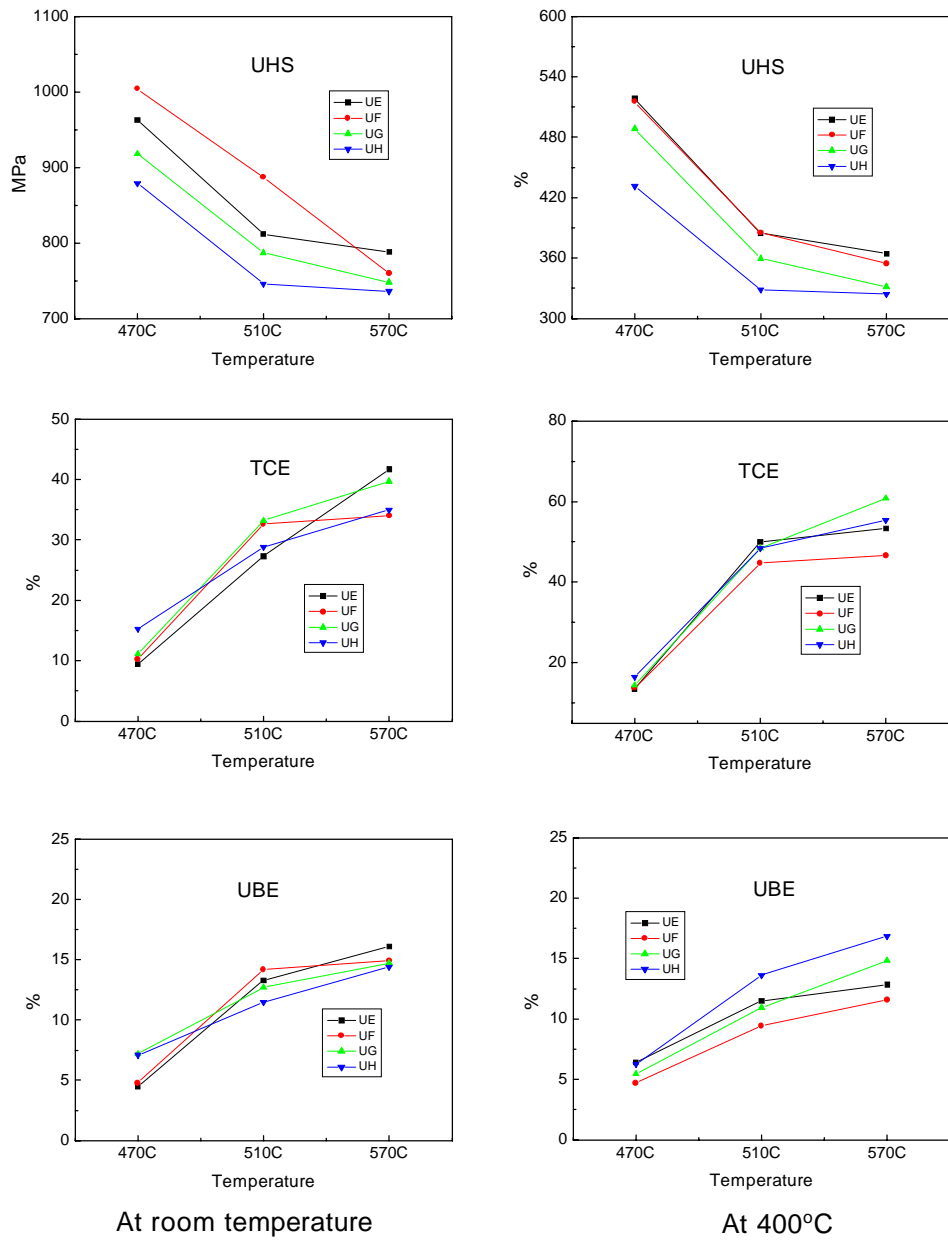 1100
1000
900
800
700
MPa
UHS
UE
UF
UG
UH
470C 510C 570C
Temperature
600
540
480
420
360
300
%
UHS
UE
UF
UG
UH
470C 510C 570C
Temperature
50
40
30
20
10
0
%
TCE
UE
UF
UG
UH
470C 510C 570C
Temperature
80
60
40
20
%
TCE
UE
UF
UG
UH
470C 510C 570C
Temperature
25
20
15
10
5
0
%
UBE
UE
UF
UG
UH
470C 510C 570C
Temperature
25
20
15
10
5
0
%
UBE
UE
UF
UG
UH
470C 510C 570C
Temperature
At room temperature
At 400°C